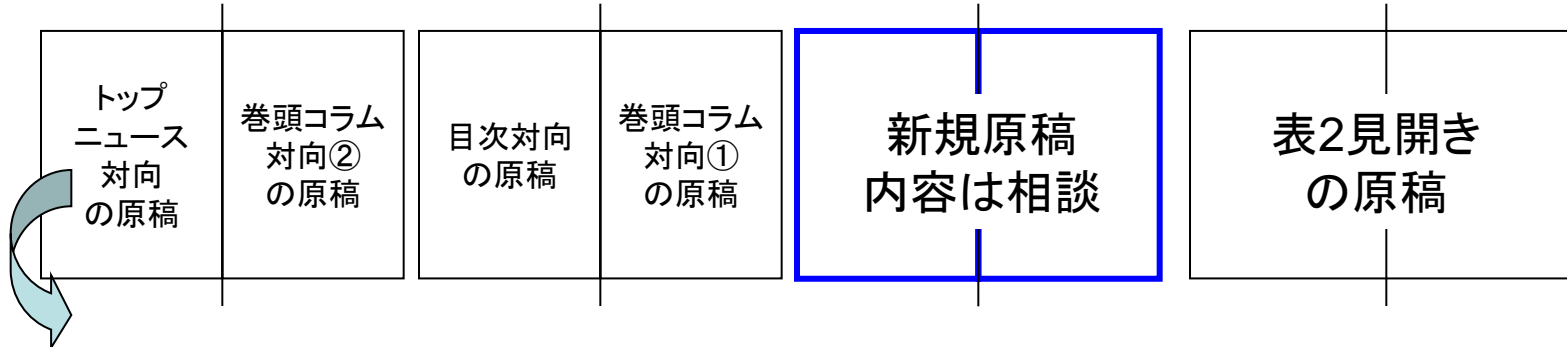 トップ
ニュース
対向
の原稿
巻頭コラム
対向②
の原稿
目次対向
の原稿
巻頭コラム
対向①
の原稿
新規原稿
内容は相談
表2見開き
の原稿